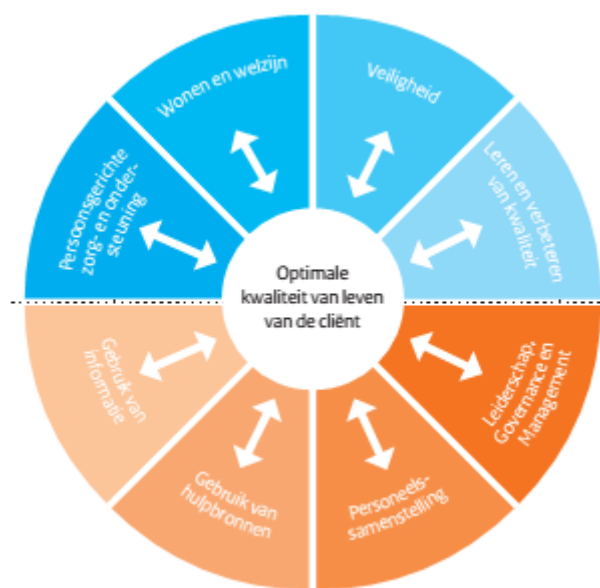 Wonen en welzijn
Veiligheid
Leren en verbeteren
van kwaliteit
Leiderschap,
Governance en
Management
Personeels-
samenstelling
Gebruik van
hulpbronnen
Gebruik van
informatie
Persoonsgerichte
zorg- en onder-
steuning
Optimale
kwaliteit van leven
van de cliënt